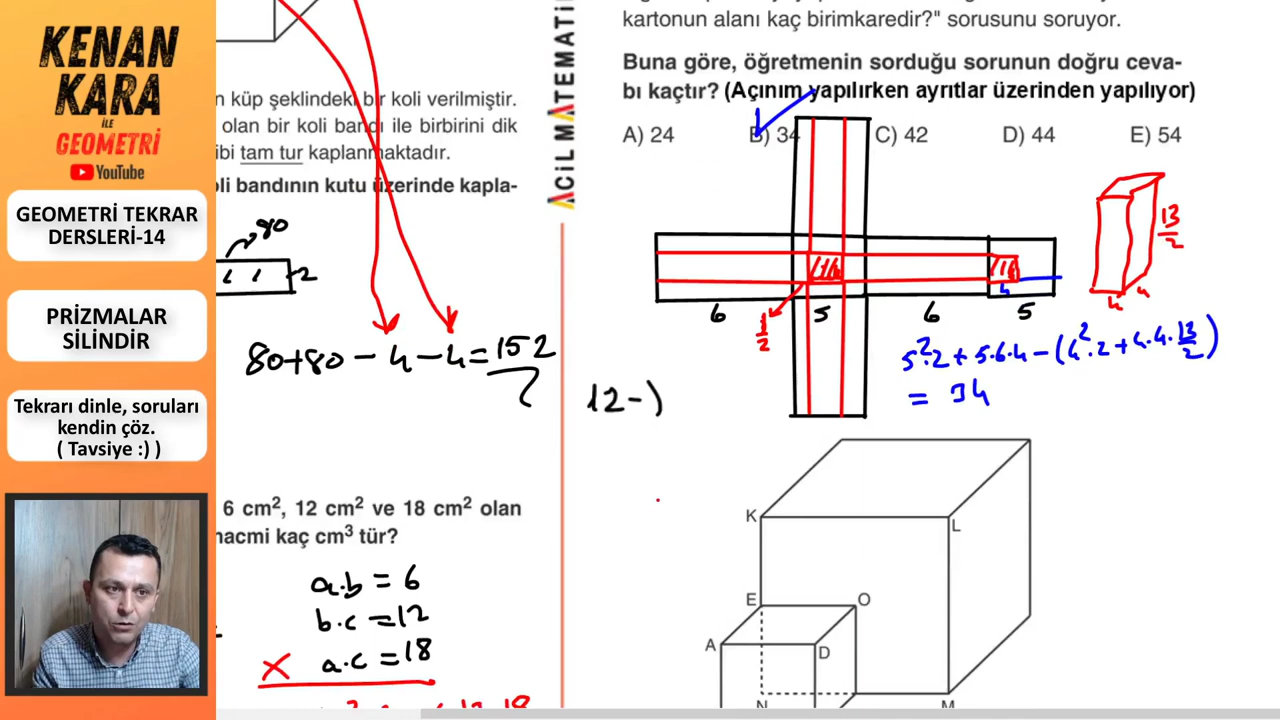 KENAN
KARA
İLE
GEOMETRİ
YouTube
GEOMETRİ TEKRAR
DERSLERİ-14
PRİZMALAR
SİLİNDİR
Tekrarı dinle, soruları
kendin çöz.
( Tavsiye :) )
n küp şeklindeki bir koli verilmiştir.
olan bir koli bandı ile birbirini dik
ibi tam tur kaplanmaktadır.
oli bandının kutu üzerinde kapla-
80
2
80+80-4-4=152
6 cm², 12 cm² ve 18 cm² olan
hacmi kaç cm³ tür?
a.b = 6
b.c = 12
a.c = 18
X
ACİLMATEMATİ
kartonun alanı kaç birimkaredir?" sorusunu soruyor.
Buna göre, öğretmenin sorduğu sorunun doğru ceva-
bı kaçtır? (Açınım yapılırken ayrıtlar üzerinden yapılıyor)
A) 24 B) 34 C) 42 D) 44 E) 54
13/2
4 4
4
6 5 6 5
1/2
5².2+5.6.4-(4².2+4.4.13/2)
= 34
12-)
K
L
E
O
A
D
N
M